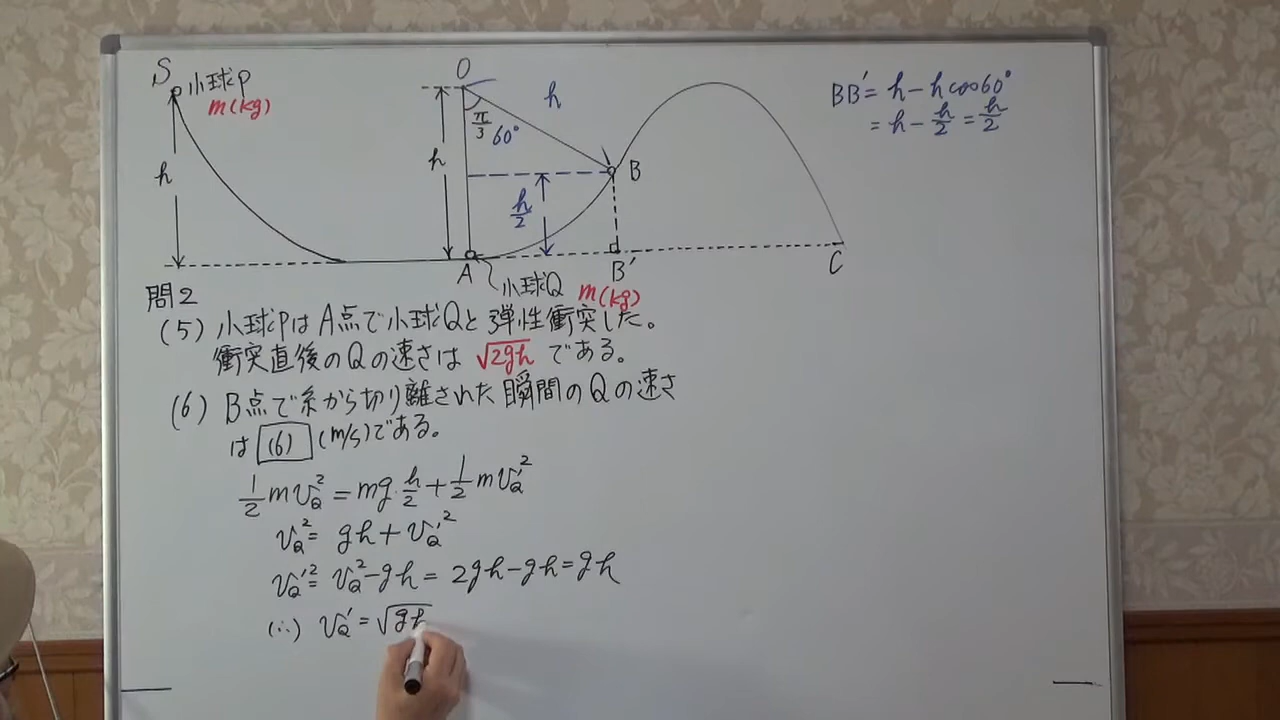 S 小球P
m(kg)
h
O
h
π/3
60°
h
h/2
B
A
B'
C
小球Q m(kg)
BB' = h - h cos60°
= h - h/2 = h/2
問2
(5) 小球PはA点で小球Qと弾性衝突した。
衝突直後のQの速さは √2gh である。
(6) B点で糸から切り離された瞬間のQの速さ
は (6) (m/s)である。
1/2 mv_Q² = mg・h/2 + 1/2 mv_Q'²
v_Q² = gh + v_Q'²
v_Q'² = v_Q² - gh = 2gh - gh = gh
(∴) v_Q' = √gh